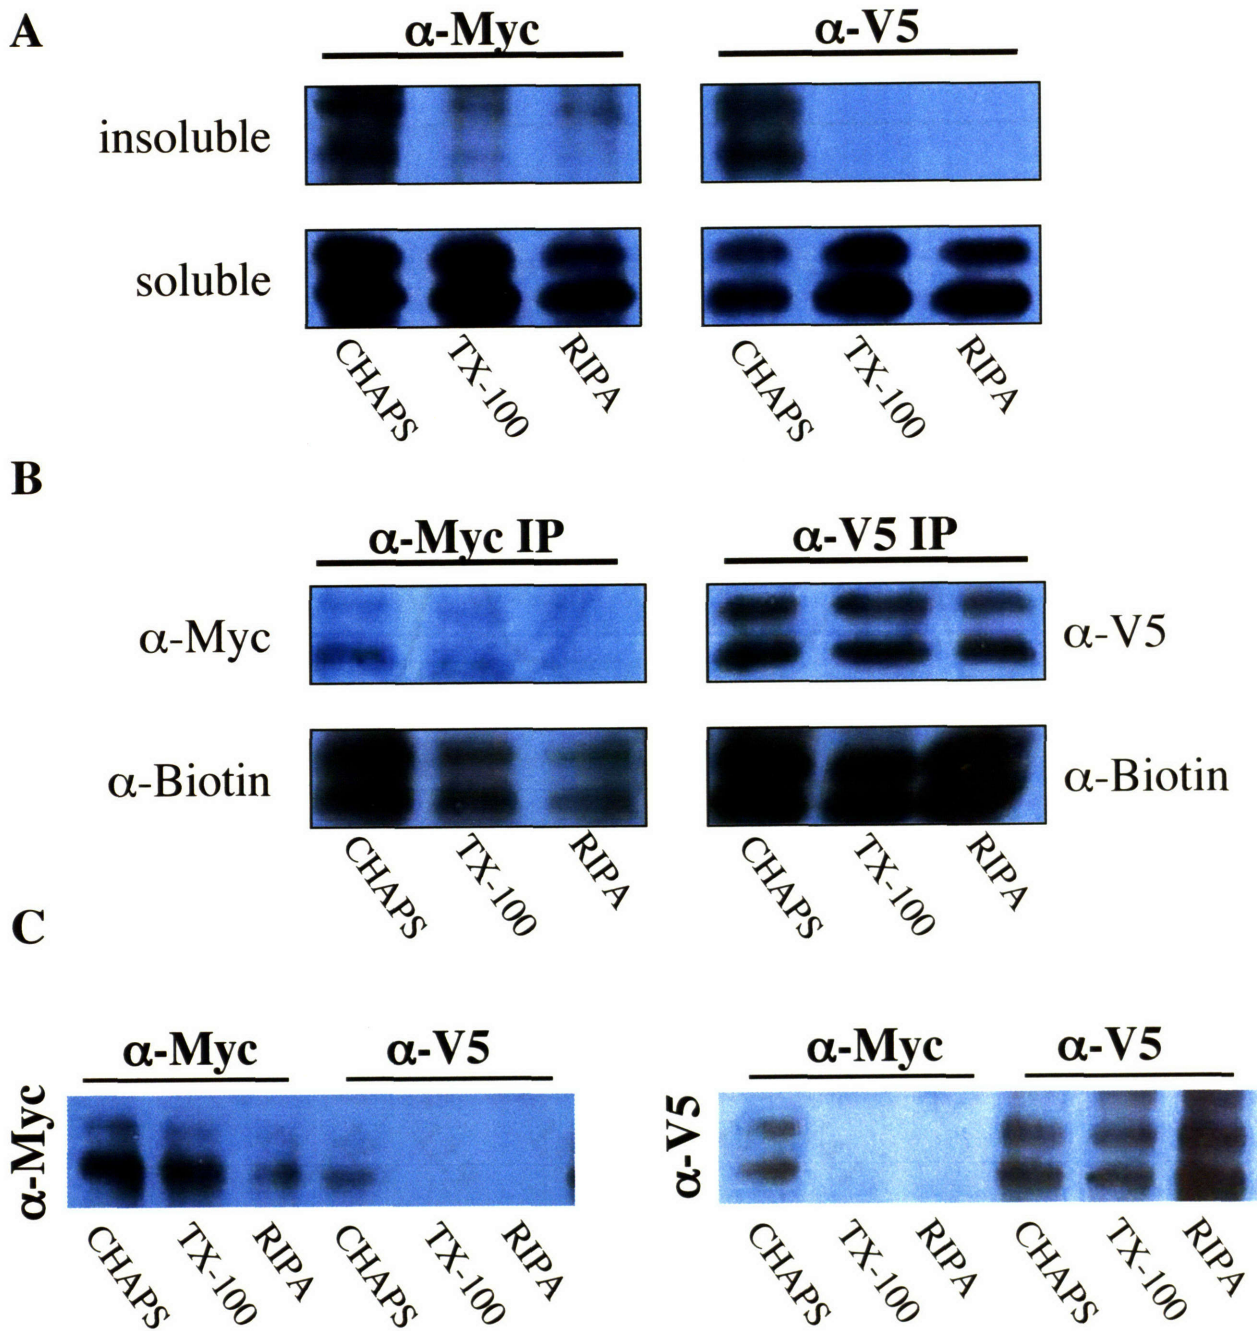 A
α-Myc α-V5
insoluble
soluble
CHAPS TX-100 RIPA CHAPS TX-100 RIPA
B
α-Myc IP α-V5 IP
α-Myc α-V5
α-Biotin α-Biotin
CHAPS TX-100 RIPA CHAPS TX-100 RIPA
C
α-Myc α-V5 α-Myc α-V5
α-Myc α-V5
CHAPS TX-100 RIPA CHAPS TX-100 RIPA CHAPS TX-100 RIPA CHAPS TX-100 RIPA